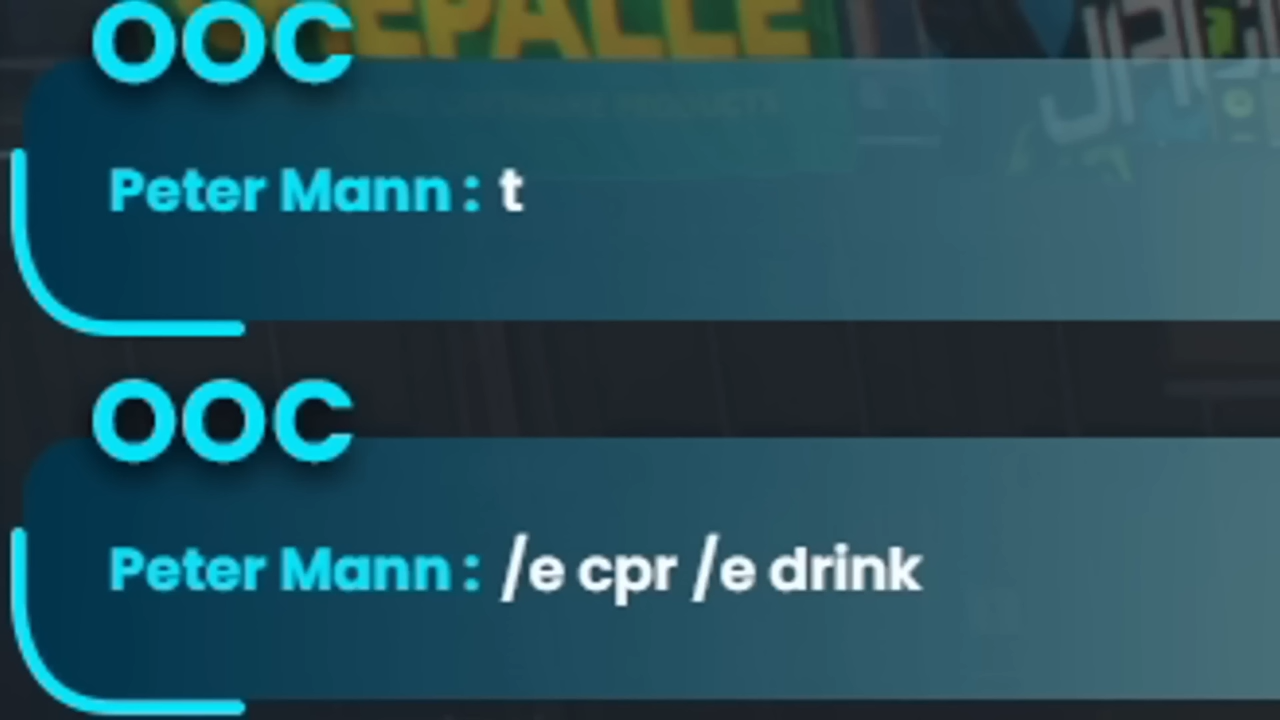 OOC
Peter Mann : t
OOC
Peter Mann : /e cpr /e drink